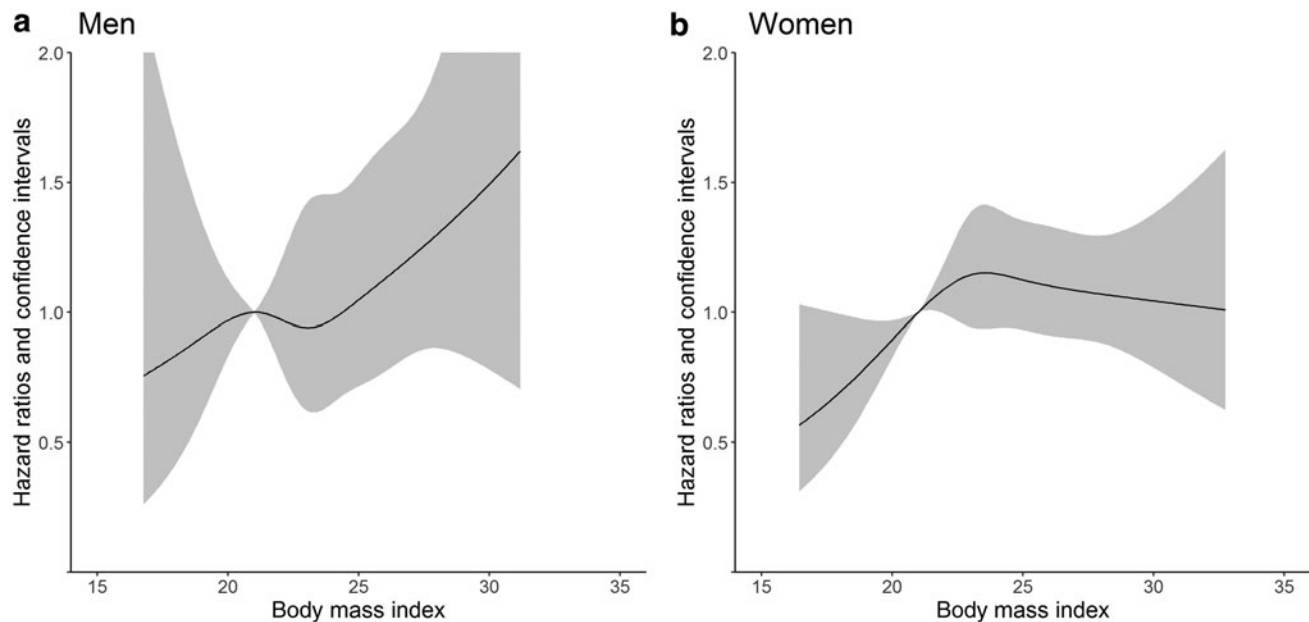 a Men
Hazard ratios and confidence intervals
2.0
1.5
1.0
0.5
15 20 25 30 35
Body mass index
b Women
Hazard ratios and confidence intervals
2.0
1.5
1.0
0.5
15 20 25 30 35
Body mass index